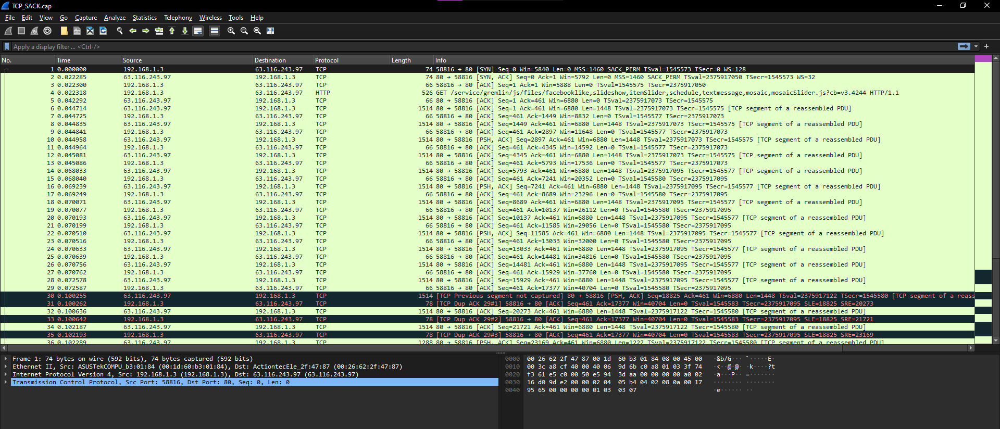 TCP_SACK.cap
File Edit View Go Capture Analyze Statistics Telephony Wireless Tools Help
Apply a display filter ... <Ctrl-/>
No. Time Source Destination Protocol Length Info
1 0.000000 192.168.1.3 63.116.243.97 TCP 74 58816 → 80 [SYN] Seq=0 Win=5840 Len=0 MSS=1460 SACK_PERM TSval=1545573 TSecr=0 WS=128
2 0.022285 63.116.243.97 192.168.1.3 TCP 74 80 → 58816 [SYN, ACK] Seq=0 Ack=1 Win=5792 Len=0 MSS=1460 SACK_PERM TSval=2375917050 TSecr=1545573 WS=32
3 0.022300 192.168.1.3 63.116.243.97 TCP 66 58816 → 80 [ACK] Seq=1 Ack=1 Win=5888 Len=0 TSval=1545575 TSecr=2375917050
4 0.022318 192.168.1.3 63.116.243.97 HTTP 526 GET /service/gremlin/js/files/facebooklike,slideshow,itemSlider,schedule,textmessage,mosaic,mosaicSlider.js?cb=v3.4244 HTTP/1.1
5 0.042292 63.116.243.97 192.168.1.3 TCP 66 80 → 58816 [ACK] Seq=1 Ack=461 Win=6880 Len=0 TSval=2375917073 TSecr=1545575
6 0.044714 63.116.243.97 192.168.1.3 TCP 1514 80 → 58816 [ACK] Seq=1 Ack=461 Win=6880 Len=1448 TSval=2375917073 TSecr=1545575 [TCP segment of a reassembled PDU]
7 0.044725 192.168.1.3 63.116.243.97 TCP 66 58816 → 80 [ACK] Seq=461 Ack=1449 Win=8832 Len=0 TSval=1545577 TSecr=2375917073
8 0.044835 63.116.243.97 192.168.1.3 TCP 1514 80 → 58816 [ACK] Seq=1449 Ack=461 Win=6880 Len=1448 TSval=2375917073 TSecr=1545575 [TCP segment of a reassembled PDU]
9 0.044841 192.168.1.3 63.116.243.97 TCP 66 58816 → 80 [ACK] Seq=461 Ack=2897 Win=11648 Len=0 TSval=1545577 TSecr=2375917073
10 0.044958 63.116.243.97 192.168.1.3 TCP 1514 80 → 58816 [PSH, ACK] Seq=2897 Ack=461 Win=6880 Len=1448 TSval=2375917073 TSecr=1545575 [TCP segment of a reassembled PDU]
11 0.044964 192.168.1.3 63.116.243.97 TCP 66 58816 → 80 [ACK] Seq=461 Ack=4345 Win=14592 Len=0 TSval=1545577 TSecr=2375917073
12 0.045081 63.116.243.97 192.168.1.3 TCP 1514 80 → 58816 [ACK] Seq=4345 Ack=461 Win=6880 Len=1448 TSval=2375917073 TSecr=1545575 [TCP segment of a reassembled PDU]
13 0.045086 192.168.1.3 63.116.243.97 TCP 66 58816 → 80 [ACK] Seq=461 Ack=5793 Win=17536 Len=0 TSval=1545577 TSecr=2375917073
14 0.068033 63.116.243.97 192.168.1.3 TCP 1514 80 → 58816 [ACK] Seq=5793 Ack=461 Win=6880 Len=1448 TSval=2375917095 TSecr=1545577 [TCP segment of a reassembled PDU]
15 0.068040 192.168.1.3 63.116.243.97 TCP 66 58816 → 80 [ACK] Seq=461 Ack=7241 Win=20352 Len=0 TSval=1545580 TSecr=2375917095
16 0.069239 63.116.243.97 192.168.1.3 TCP 1514 80 → 58816 [PSH, ACK] Seq=7241 Ack=461 Win=6880 Len=1448 TSval=2375917095 TSecr=1545577 [TCP segment of a reassembled PDU]
17 0.069249 192.168.1.3 63.116.243.97 TCP 66 58816 → 80 [ACK] Seq=461 Ack=8689 Win=23296 Len=0 TSval=1545580 TSecr=2375917095
18 0.070071 63.116.243.97 192.168.1.3 TCP 1514 80 → 58816 [ACK] Seq=8689 Ack=461 Win=6880 Len=1448 TSval=2375917095 TSecr=1545577 [TCP segment of a reassembled PDU]
19 0.070077 192.168.1.3 63.116.243.97 TCP 66 58816 → 80 [ACK] Seq=461 Ack=10137 Win=26112 Len=0 TSval=1545580 TSecr=2375917095
20 0.070193 63.116.243.97 192.168.1.3 TCP 1514 80 → 58816 [ACK] Seq=10137 Ack=461 Win=6880 Len=1448 TSval=2375917095 TSecr=1545577 [TCP segment of a reassembled PDU]
21 0.070199 192.168.1.3 63.116.243.97 TCP 66 58816 → 80 [ACK] Seq=461 Ack=11585 Win=29056 Len=0 TSval=1545580 TSecr=2375917095
22 0.070510 63.116.243.97 192.168.1.3 TCP 1514 80 → 58816 [PSH, ACK] Seq=11585 Ack=461 Win=6880 Len=1448 TSval=2375917095 TSecr=1545577 [TCP segment of a reassembled PDU]
23 0.070516 192.168.1.3 63.116.243.97 TCP 66 58816 → 80 [ACK] Seq=461 Ack=13033 Win=32000 Len=0 TSval=1545580 TSecr=2375917095
24 0.070633 63.116.243.97 192.168.1.3 TCP 1514 80 → 58816 [ACK] Seq=13033 Ack=461 Win=6880 Len=1448 TSval=2375917095 TSecr=1545577 [TCP segment of a reassembled PDU]
25 0.070639 192.168.1.3 63.116.243.97 TCP 66 58816 → 80 [ACK] Seq=461 Ack=14481 Win=34816 Len=0 TSval=1545580 TSecr=2375917095
26 0.070756 63.116.243.97 192.168.1.3 TCP 1514 80 → 58816 [ACK] Seq=14481 Ack=461 Win=6880 Len=1448 TSval=2375917095 TSecr=1545577 [TCP segment of a reassembled PDU]
27 0.070762 192.168.1.3 63.116.243.97 TCP 66 58816 → 80 [ACK] Seq=461 Ack=15929 Win=37760 Len=0 TSval=1545580 TSecr=2375917095
28 0.072578 63.116.243.97 192.168.1.3 TCP 1514 80 → 58816 [ACK] Seq=15929 Ack=461 Win=6880 Len=1448 TSval=2375917095 TSecr=1545577 [TCP segment of a reassembled PDU]
29 0.072587 192.168.1.3 63.116.243.97 TCP 66 58816 → 80 [ACK] Seq=461 Ack=17377 Win=40704 Len=0 TSval=1545580 TSecr=2375917095
30 0.100255 63.116.243.97 192.168.1.3 TCP 1514 [TCP Previous segment not captured] 80 → 58816 [PSH, ACK] Seq=18825 Ack=461 Win=6880 Len=1448 TSval=2375917122 TSecr=1545580 [TCP segment of a reass
31 0.100262 192.168.1.3 63.116.243.97 TCP 78 [TCP Dup ACK 29#1] 58816 → 80 [ACK] Seq=461 Ack=17377 Win=40704 Len=0 TSval=1545583 TSecr=2375917095 SLE=18825 SRE=20273
32 0.100636 63.116.243.97 192.168.1.3 TCP 1514 80 → 58816 [ACK] Seq=20273 Ack=461 Win=6880 Len=1448 TSval=2375917122 TSecr=1545580 [TCP segment of a reassembled PDU]
33 0.100642 192.168.1.3 63.116.243.97 TCP 78 [TCP Dup ACK 29#2] 58816 → 80 [ACK] Seq=461 Ack=17377 Win=40704 Len=0 TSval=1545583 TSecr=2375917095 SLE=18825 SRE=21721
34 0.102187 63.116.243.97 192.168.1.3 TCP 1514 80 → 58816 [ACK] Seq=21721 Ack=461 Win=6880 Len=1448 TSval=2375917122 TSecr=1545580 [TCP segment of a reassembled PDU]
35 0.102193 192.168.1.3 63.116.243.97 TCP 78 [TCP Dup ACK 29#3] 58816 → 80 [ACK] Seq=461 Ack=17377 Win=40704 Len=0 TSval=1545583 TSecr=2375917095 SLE=18825 SRE=23169
36 0.102289 63.116.243.97 192.168.1.3 TCP 1288 80 → 58816 [PSH, ACK] Seq=23169 Ack=461 Win=6880 Len=1222 TSval=2375917122 TSecr=1545580 [TCP segment of a reassembled PDU]
Frame 1: 74 bytes on wire (592 bits), 74 bytes captured (592 bits)
Ethernet II, Src: ASUSTekCOMPU_b3:01:84 (00:1d:60:b3:01:84), Dst: ActiontecEle_2f:47:87 (00:26:62:2f:47:87)
Internet Protocol Version 4, Src: 192.168.1.3 (192.168.1.3), Dst: 63.116.243.97 (63.116.243.97)
Transmission Control Protocol, Src Port: 58816, Dst Port: 80, Seq: 0, Len: 0
0000 00 26 62 2f 47 87 00 1d 60 b3 01 84 08 00 45 00 ·&b/G··· `·····E·
0010 00 3c a8 cf 40 00 40 06 9d 6b c0 a8 01 03 3f 74 ·<··@·@· ·k····?t
0020 f3 61 e5 c0 00 50 e5 94 3d aa 00 00 00 00 a0 02 ·a···P·· =·······
0030 16 d0 9d e2 00 00 02 04 05 b4 04 02 08 0a 00 17 ········ ········
0040 95 65 00 00 00 00 01 03 03 07 ·e······ ··